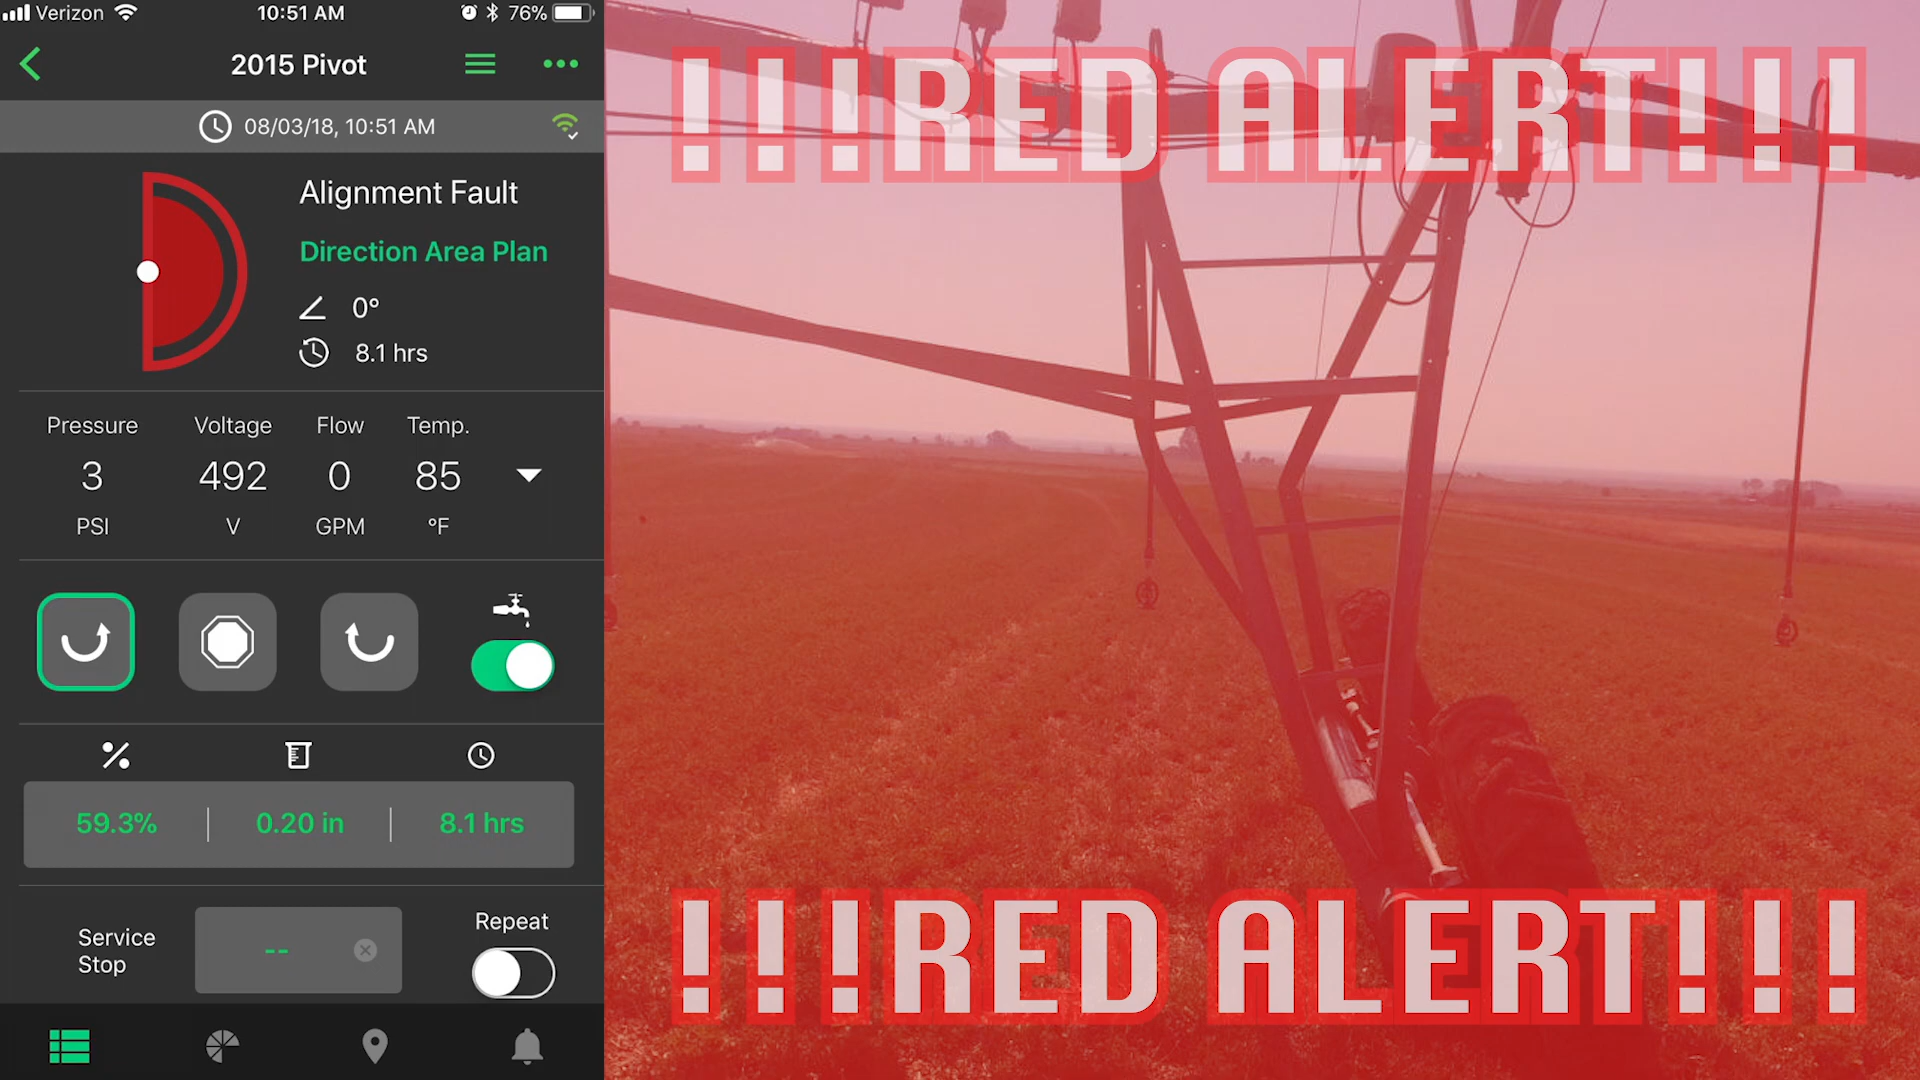 Verizon 10:51 AM 76%
2015 Pivot
08/03/18, 10:51 AM
Alignment Fault
Direction Area Plan
0°
8.1 hrs
Pressure Voltage Flow Temp.
3 492 0 85
PSI V GPM °F
%
59.3% 0.20 in 8.1 hrs
Service Stop
--
Repeat
!!!RED ALERT!!!
!!!RED ALERT!!!